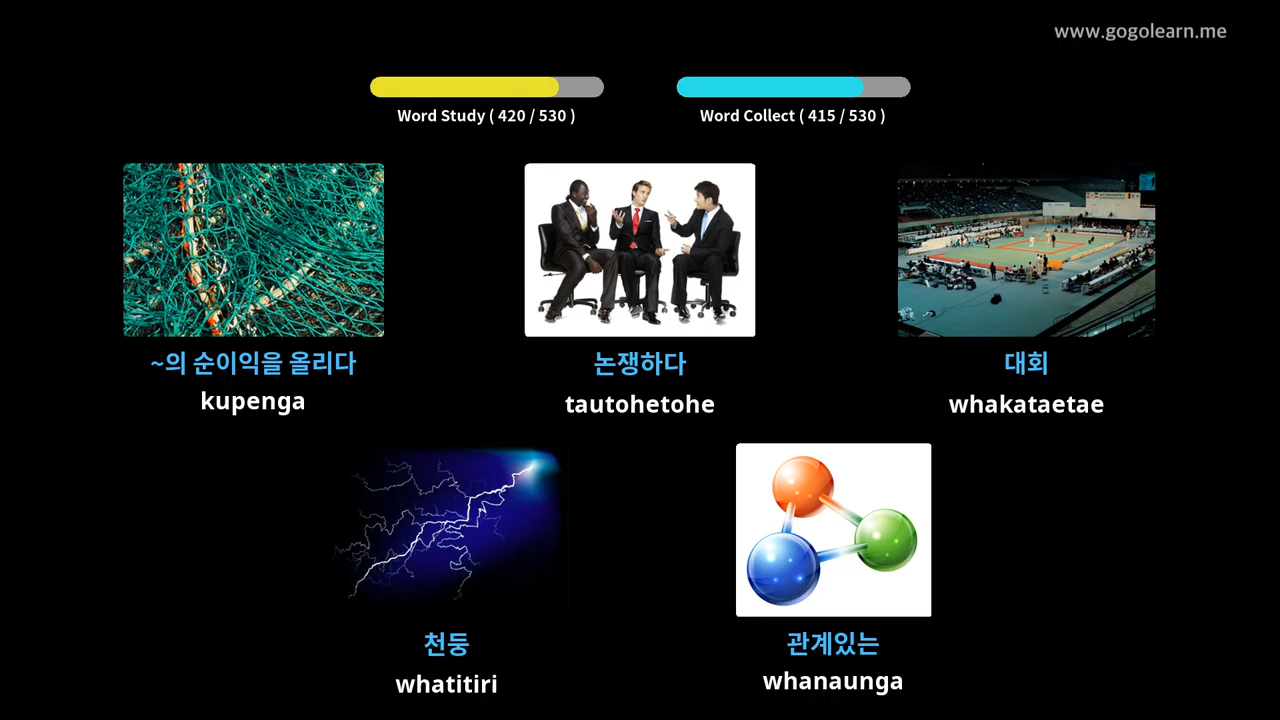 www.gogolearn.me
Word Study ( 420 / 530 )
Word Collect ( 415 / 530 )
~의 순이익을 올리다
kupenga
논쟁하다
tautohetohe
대회
whakataetae
천둥
whatitiri
관계있는
whanaunga